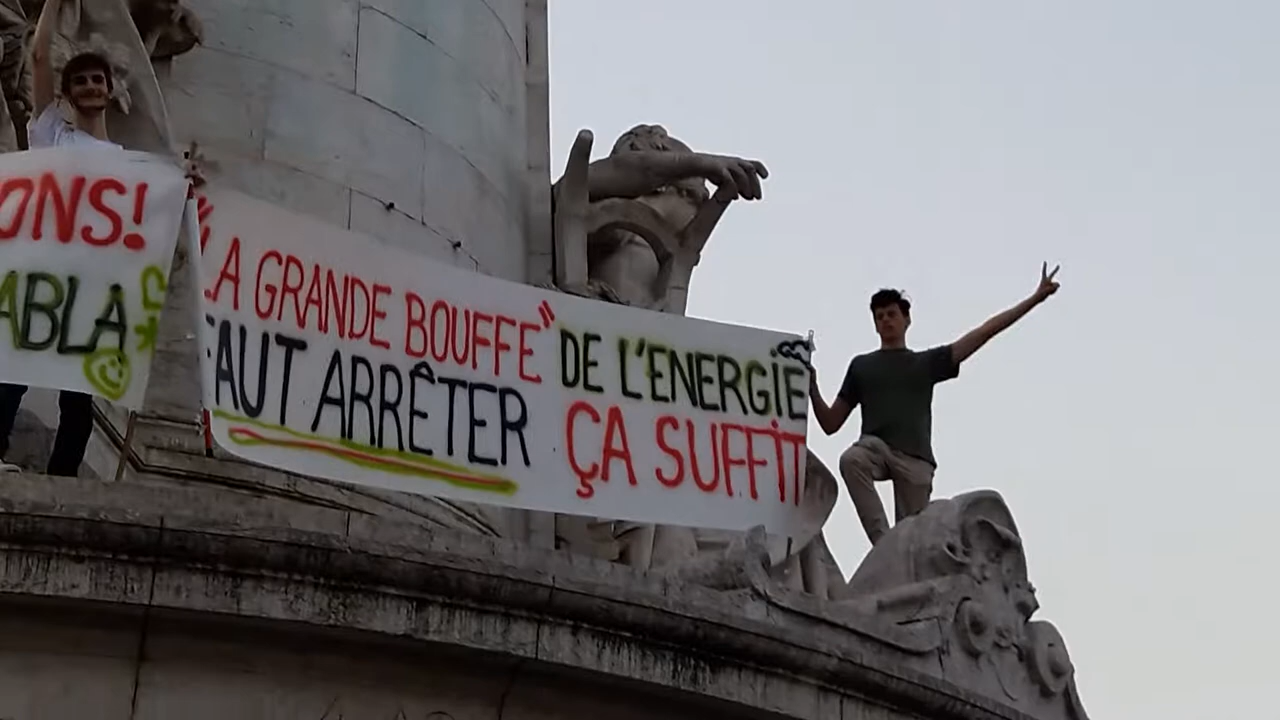 ONS!
ABLA
"LA GRANDE BOUFFE" DE L'ENERGIE
FAUT ARRÊTER ÇA SUFFIT